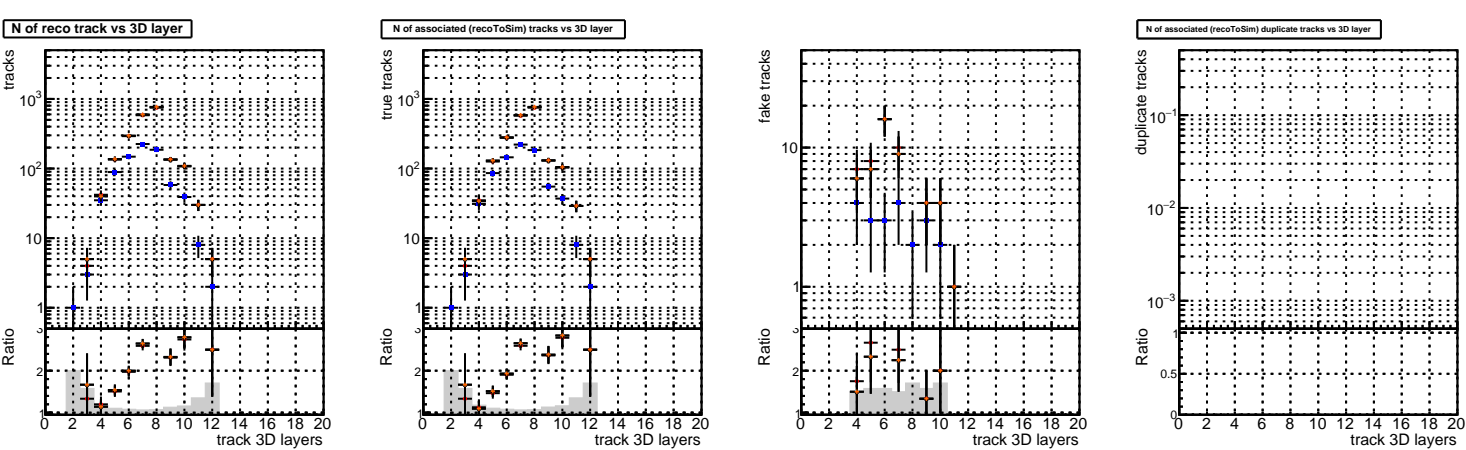 N of reco track vs 3D layer
tracks
10³
10²
10
1
Ratio
3
2
1
0 2 4 6 8 10 12 14 16 18 20
track 3D layers
N of associated (recoToSim) tracks vs 3D layer
true tracks
10³
10²
10
1
Ratio
3
2
1
0 2 4 6 8 10 12 14 16 18 20
track 3D layers
fake tracks
10
1
Ratio
3
2
1
0 2 4 6 8 10 12 14 16 18 20
track 3D layers
N of associated (recoToSim) duplicate tracks vs 3D layer
duplicate tracks
10⁻¹
10⁻²
10⁻³
Ratio
1
0.5
0
0 2 4 6 8 10 12 14 16 18 20
track 3D layers